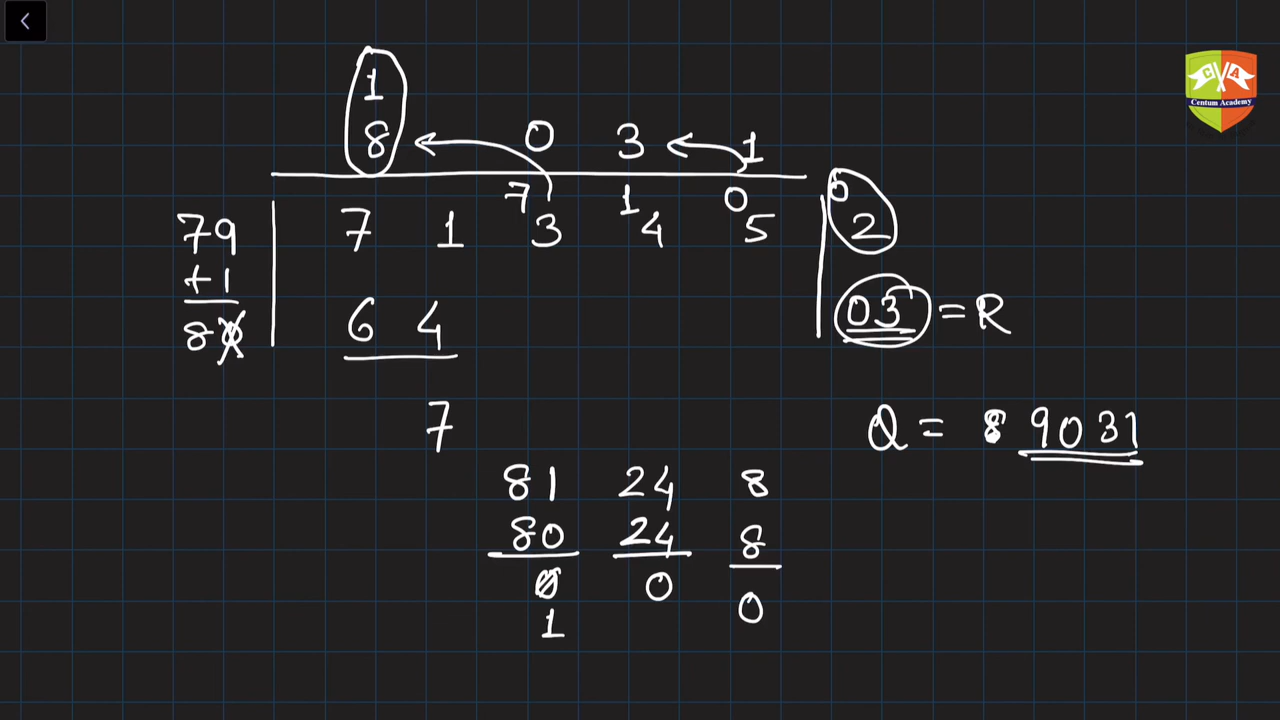 1
8 0 3 1
7 1 0 0
79 7 1 3 4 5 2
+1
80 6 4 03 = R
7 Q = 8 9031
81 24 8
80 24 8
0 0 0
1
C A
Centum Academy